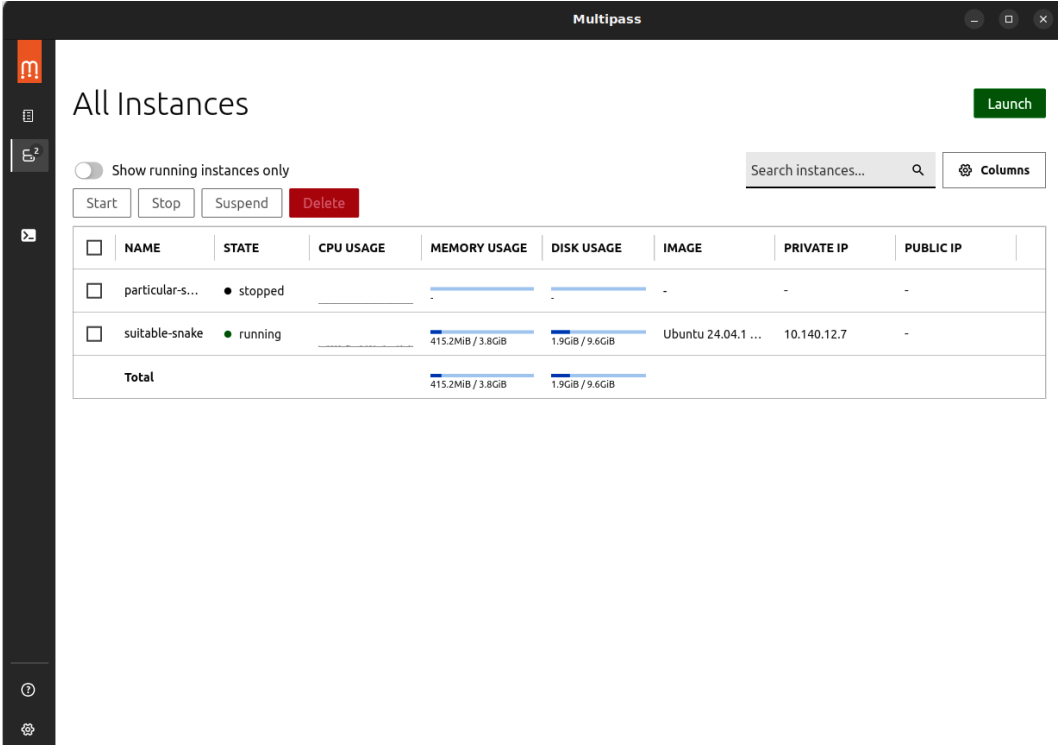 Multipass
All Instances
Launch
2
Show running instances only
Search instances...
Columns
Start Stop Suspend Delete
NAME STATE CPU USAGE MEMORY USAGE DISK USAGE IMAGE PRIVATE IP PUBLIC IP
particular-s... stopped - - - - -
suitable-snake running 415.2MiB / 3.8GiB 1.9GiB / 9.6GiB Ubuntu 24.04.1 ... 10.140.12.7 -
Total 415.2MiB / 3.8GiB 1.9GiB / 9.6GiB